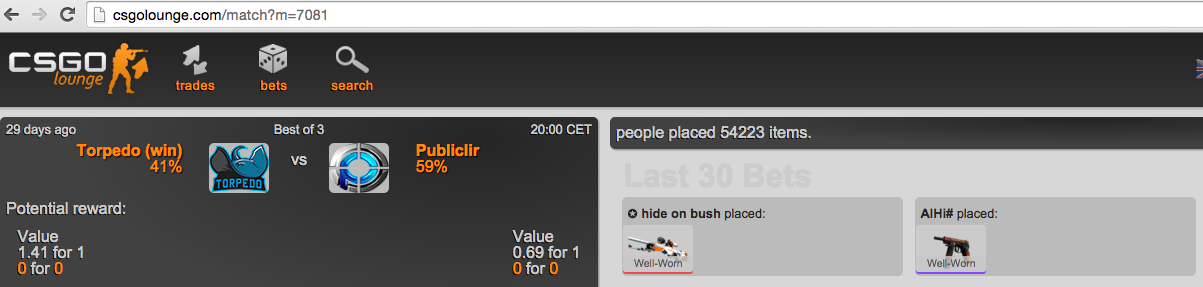 csgolounge.com/match?m=7081
CSGO
lounge
trades
bets
search
29 days ago
Best of 3
20:00 CET
Torpedo (win)
41%
TORPEDO
vs
Publiclir
59%
Potential reward:
Value
1.41 for 1
0 for 0
Value
0.69 for 1
0 for 0
people placed 54223 items.
Last 30 Bets
✪ hide on bush placed:
Well-Worn
AlHi# placed:
Well-Worn